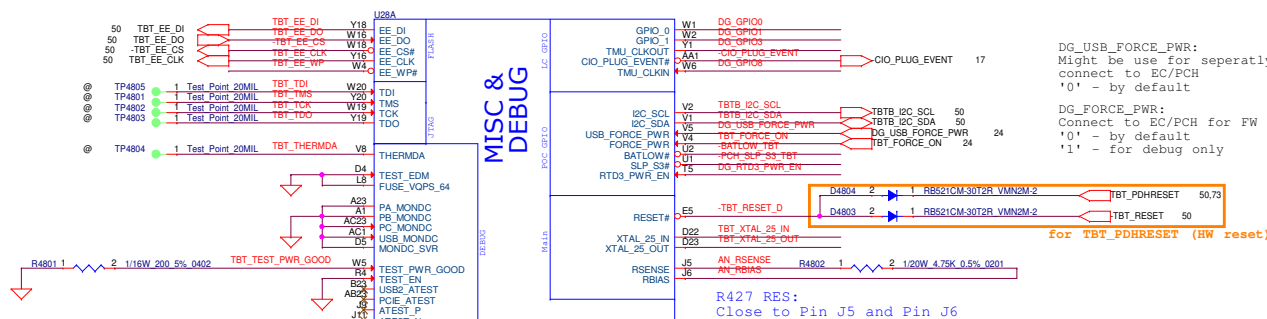 U28A
50 TBT_EE_DI TBT_EE_DI Y18 EE_DI
50 TBT_EE_DO TBT_EE_DO W16 EE_DO
50 -TBT_EE_CS -TBT_EE_CS W18 EE_CS#
50 TBT_EE_CLK TBT_EE_CLK Y16 EE_CLK
TBT_EE_WP W4 EE_WP#
FLASH
@ TP4805 1 Test_Point_20MIL TBT_TDI W20 TDI
@ TP4801 1 Test_Point_20MIL TBT_TMS Y20 TMS
@ TP4802 1 Test_Point_20MIL TBT_TCK W19 TCK
@ TP4803 1 Test_Point_20MIL TBT_TDO Y19 TDO
JTAG
@ TP4804 1 Test_Point_20MIL TBT_THERMDA V8 THERMDA
D4 TEST_EDM
L8 FUSE_VQPS_64
A23 PA_MONDC
A1 PB_MONDC
AC23 PC_MONDC
AC1 USB_MONDC
D5 MONDC_SVR
DEBUG
R4801 1 2 1/16W_200_5%_0402 TBT_TEST_PWR_GOOD W5 TEST_PWR_GOOD
R4 TEST_EN
B23 USB2_ATEST
AB23 PCIE_ATEST
ATEST_P
MISC &
DEBUG
LC GPIO
GPIO_0 W1 DG_GPIO0
GPIO_1 W2 DG_GPIO1
TMU_CLKOUT Y1 DG_GPIO3
CIO_PLUG_EVENT# AA1 -CIO_PLUG_EVENT -CIO_PLUG_EVENT 17
TMU_CLKIN W6 DG_GPIO8
POC GPIO
I2C_SCL V2 TBTB_I2C_SCL TBTB_I2C_SCL 50
I2C_SDA V1 TBTB_I2C_SDA TBTB_I2C_SDA 50
USB_FORCE_PWR V5 DG_USB_FORCE_PWR DG_USB_FORCE_PWR 24
FORCE_PWR Y4 TBT_FORCE_ON TBT_FORCE_ON 24
BATLOW# U2 -BATLOW_TBT
SLP_S3# U1 -PCH_SLP_S3_TBT
RTD3_PWR_EN T5 DG_RTD3_PWR_EN
Main
D4804 2 1 RB521CM-30T2R_VMN2M-2 TBT_PDHRESET 50,73
RESET# E5 -TBT_RESET_D D4803 2 1 RB521CM-30T2R_VMN2M-2 -TBT_RESET 50
for TBT_PDHRESET (HW reset)
XTAL_25_IN D22 TBT_XTAL_25_IN
XTAL_25_OUT D23 TBT_XTAL_25_OUT
RSENSE J5 AN_RSENSE R4802 1 2 1/20W_4.75K_0.5%_0201
RBIAS J6 AN_RBIAS
R427 RES:
Close to Pin J5 and Pin J6
DG_USB_FORCE_PWR:
Might be use for seperatly
connect to EC/PCH
'0' - by default
DG_FORCE_PWR:
Connect to EC/PCH for FW
'0' - by default
'1' - for debug only